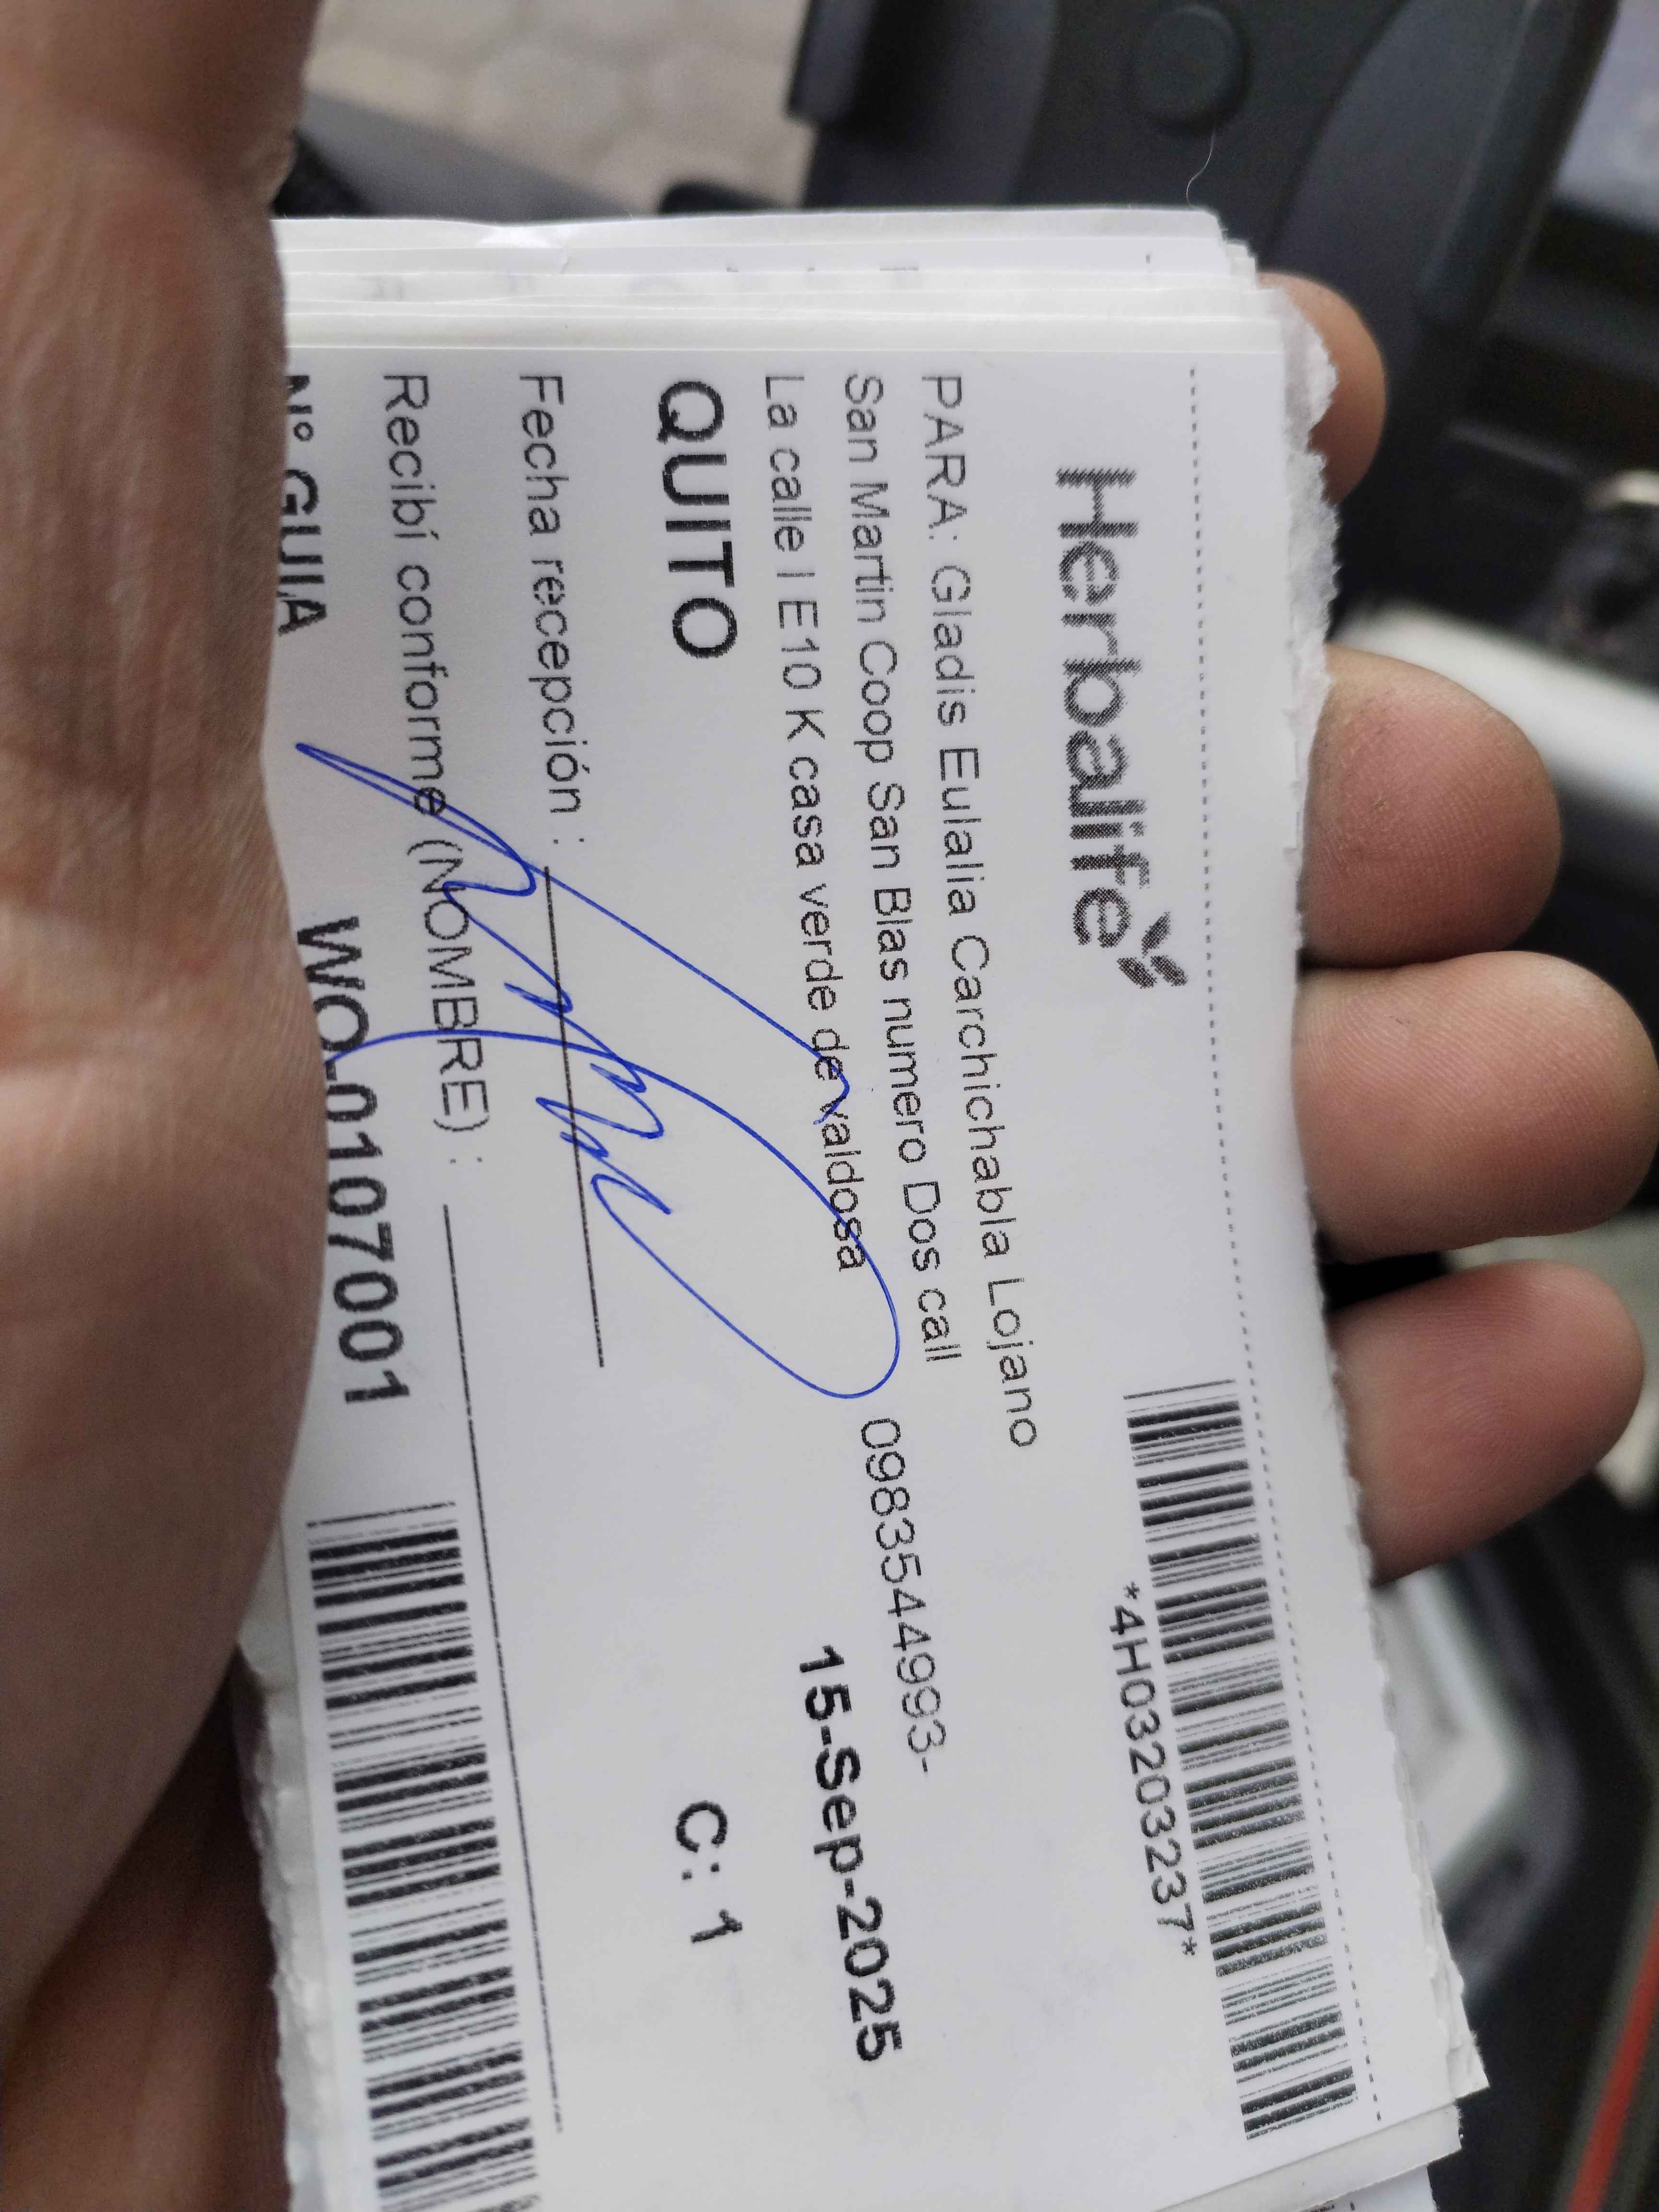 Herbalife
*4H03203237*
PARA: Gladis Eulalia Carchichabla Lojano
San Martin Coop San Blas numero Dos call
0983544993-
La calle I E10 K casa verde de valdosa
15-Sep-2025
QUITO
C: 1
Fecha recepción :
Recibí conforme (NOMBRE) :
N° GUIA
WO-01070001